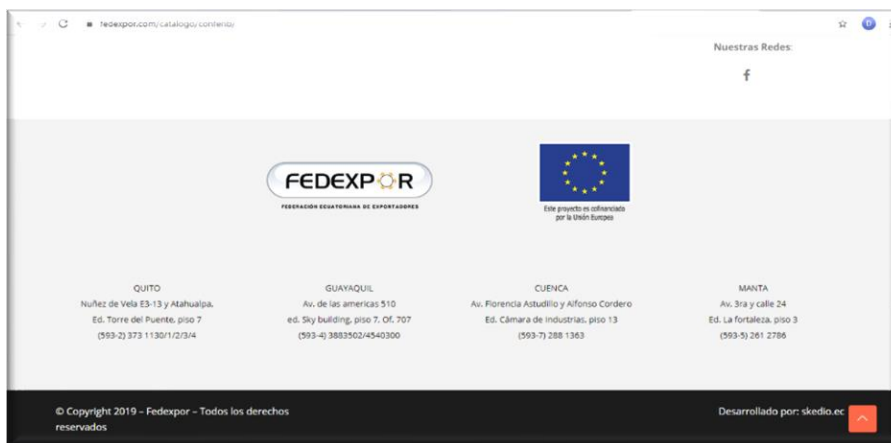 fedexpor.com/catalogo/contents/
D
Nuestras Redes:
f
FEDEXPOR
FEDERACIÓN ECUATORIANA DE EXPORTADORES
Este proyecto es cofinanciado
por la Unión Europea
QUITO
Nuñez de Vela E3-13 y Atahualpa,
Ed. Torre del Puente, piso 7
(593-2) 373 1130/1/2/3/4
GUAYAQUIL
Av. de las americas 510
ed. Sky building, piso 7, Of. 707
(593-4) 3883502/4540300
CUENCA
Av. Florencia Astudillo y Alfonso Cordero
Ed. Cámara de Industrias, piso 13
(593-7) 288 1363
MANTA
Av. 3ra y calle 24
Ed. La fortaleza, piso 3
(593-5) 261 2786
© Copyright 2019 – Fedexpor – Todos los derechos
reservados
Desarrollado por: skedio.ec